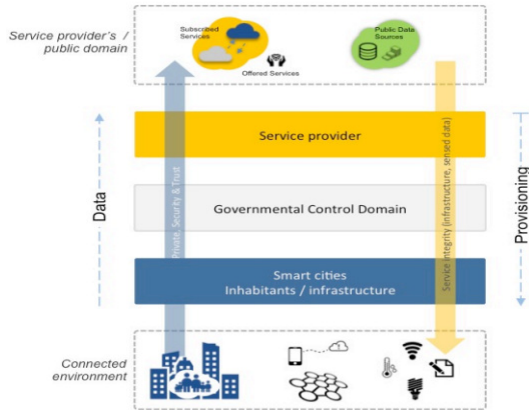 Service provider's /
public domain
Subscribed
Services
Offered Services
Public Data
Sources
Service provider
Governmental Control Domain
Smart cities
Inhabitants / infrastructure
Data
Private, Security & Trust
Service Integrity (infrastructure, sensed data)
Provisioning
Connected
environment